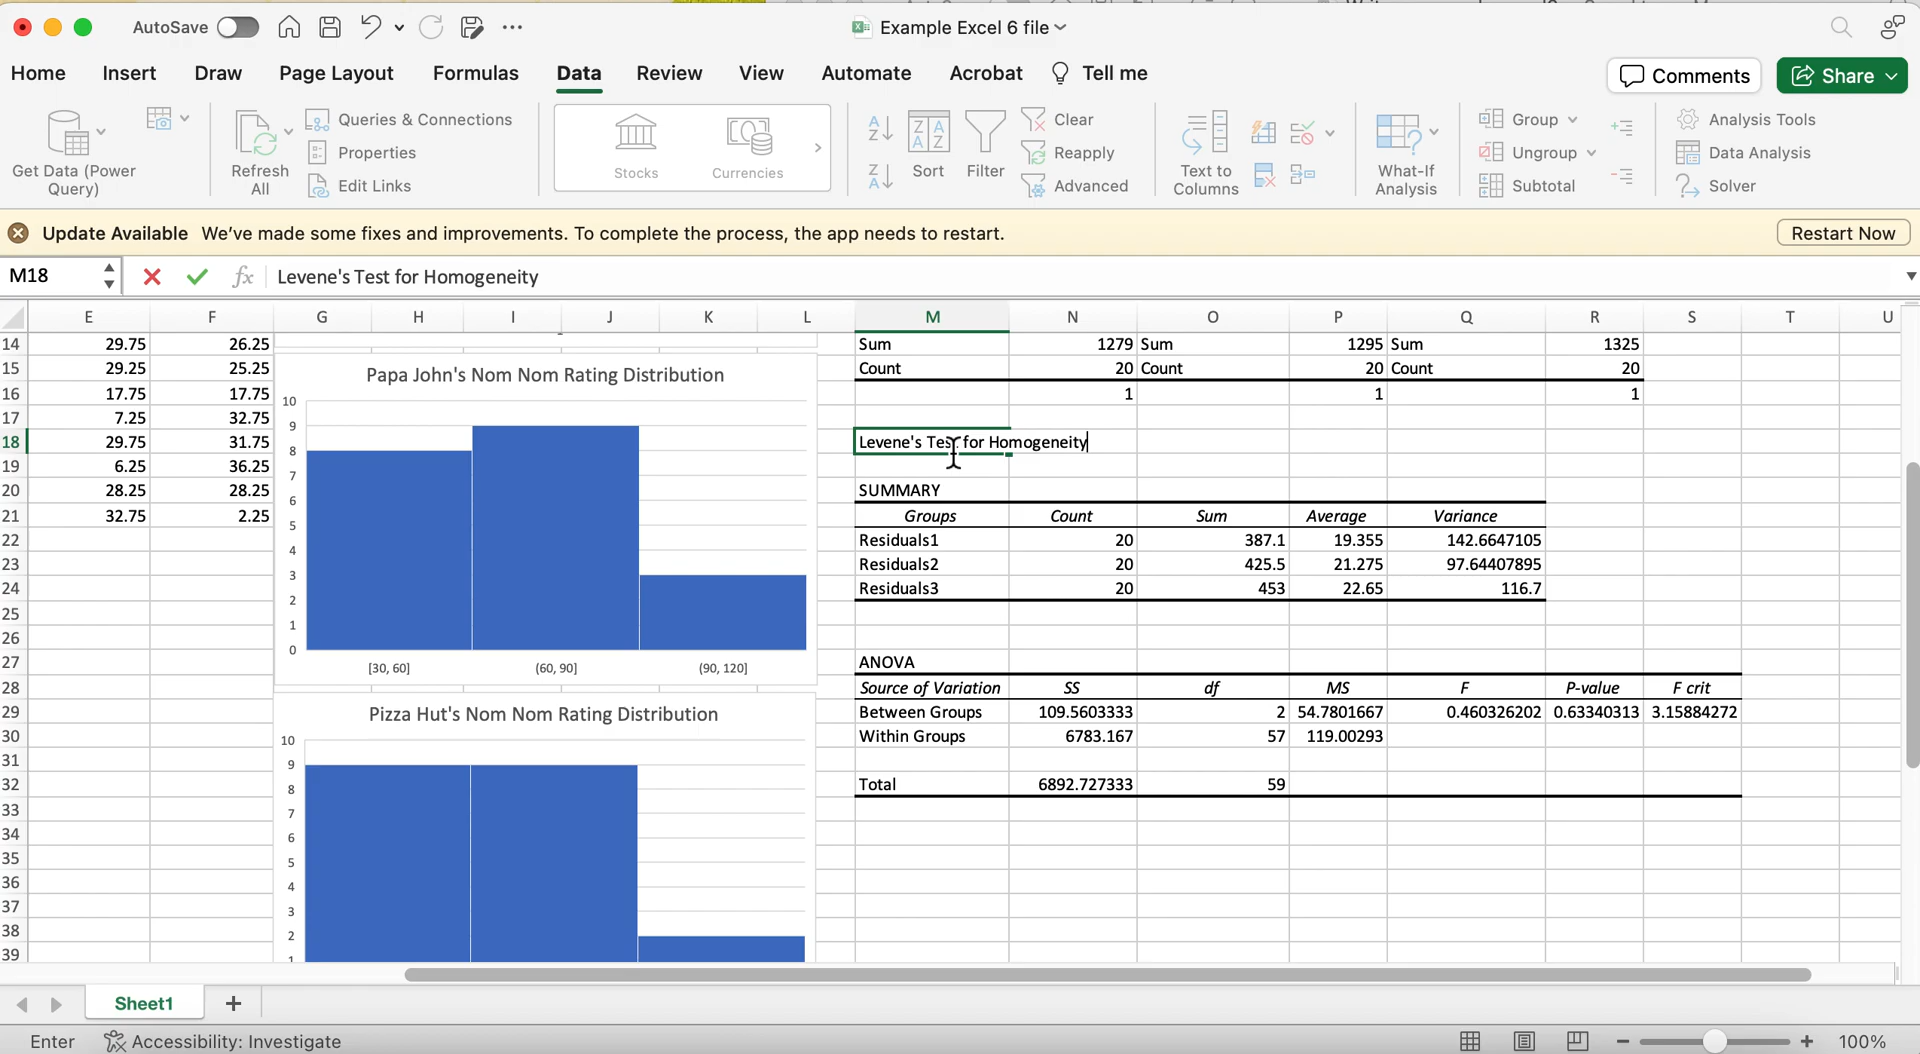 AutoSave
Example Excel 6 file
Home Insert Draw Page Layout Formulas Data Review View Automate Acrobat Tell me
Comments Share
Get Data (Power Query)
Refresh All
Queries & Connections
Properties
Edit Links
Stocks Currencies
Sort Filter
Clear
Reapply
Advanced
Text to Columns
What-If Analysis
Group
Ungroup
Subtotal
Analysis Tools
Data Analysis
Solver
Update Available We've made some fixes and improvements. To complete the process, the app needs to restart. Restart Now
M18 fx Levene's Test for Homogeneity
E F G H I J K L M N O P Q R S T U
14 29.75 26.25 Sum 1279 Sum 1295 Sum 1325
15 29.25 25.25 Count 20 Count 20 Count 20
16 17.75 17.75 1 1 1
17 7.25 32.75
18 29.75 31.75 Levene's Test for Homogeneity
19 6.25 36.25
20 28.25 28.25 SUMMARY
21 32.75 2.25 Groups Count Sum Average Variance
22 Residuals1 20 387.1 19.355 142.6647105
23 Residuals2 20 425.5 21.275 97.64407895
24 Residuals3 20 453 22.65 116.7
25
26
27 ANOVA
28 Source of Variation SS df MS F P-value F crit
29 Between Groups 109.5603333 2 54.7801667 0.460326202 0.63340313 3.15884272
30 Within Groups 6783.167 57 119.00293
31
32 Total 6892.727333 59
33
34
35
36
37
38
39
Papa John's Nom Nom Rating Distribution
10
9
8
7
6
5
4
3
2
1
0
[30, 60] (60, 90] (90, 120]
Pizza Hut's Nom Nom Rating Distribution
10
9
8
7
6
5
4
3
2
1
Sheet1
Enter Accessibility: Investigate 100%